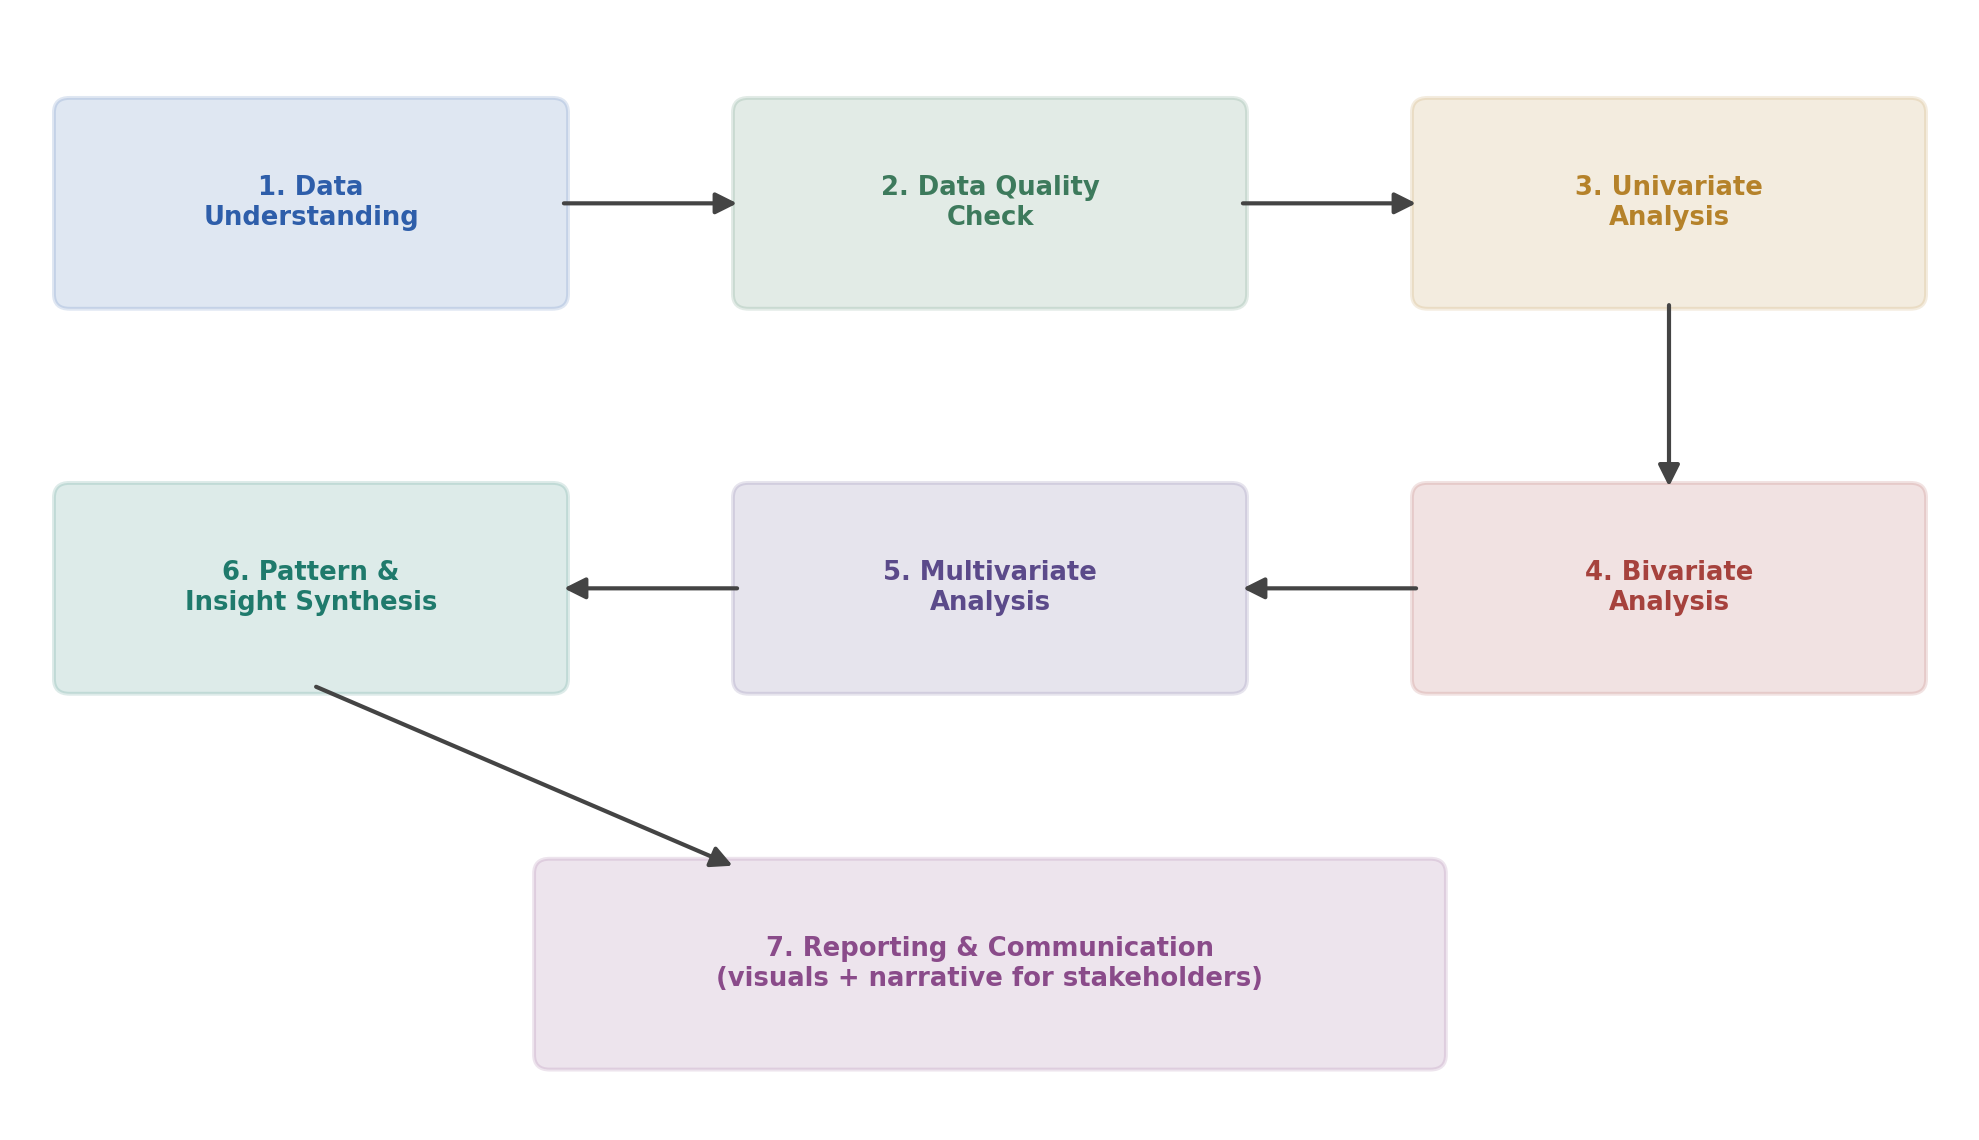 1. Data
Understanding
2. Data Quality
Check
3. Univariate
Analysis
4. Bivariate
Analysis
5. Multivariate
Analysis
6. Pattern &
Insight Synthesis
7. Reporting & Communication
(visuals + narrative for stakeholders)